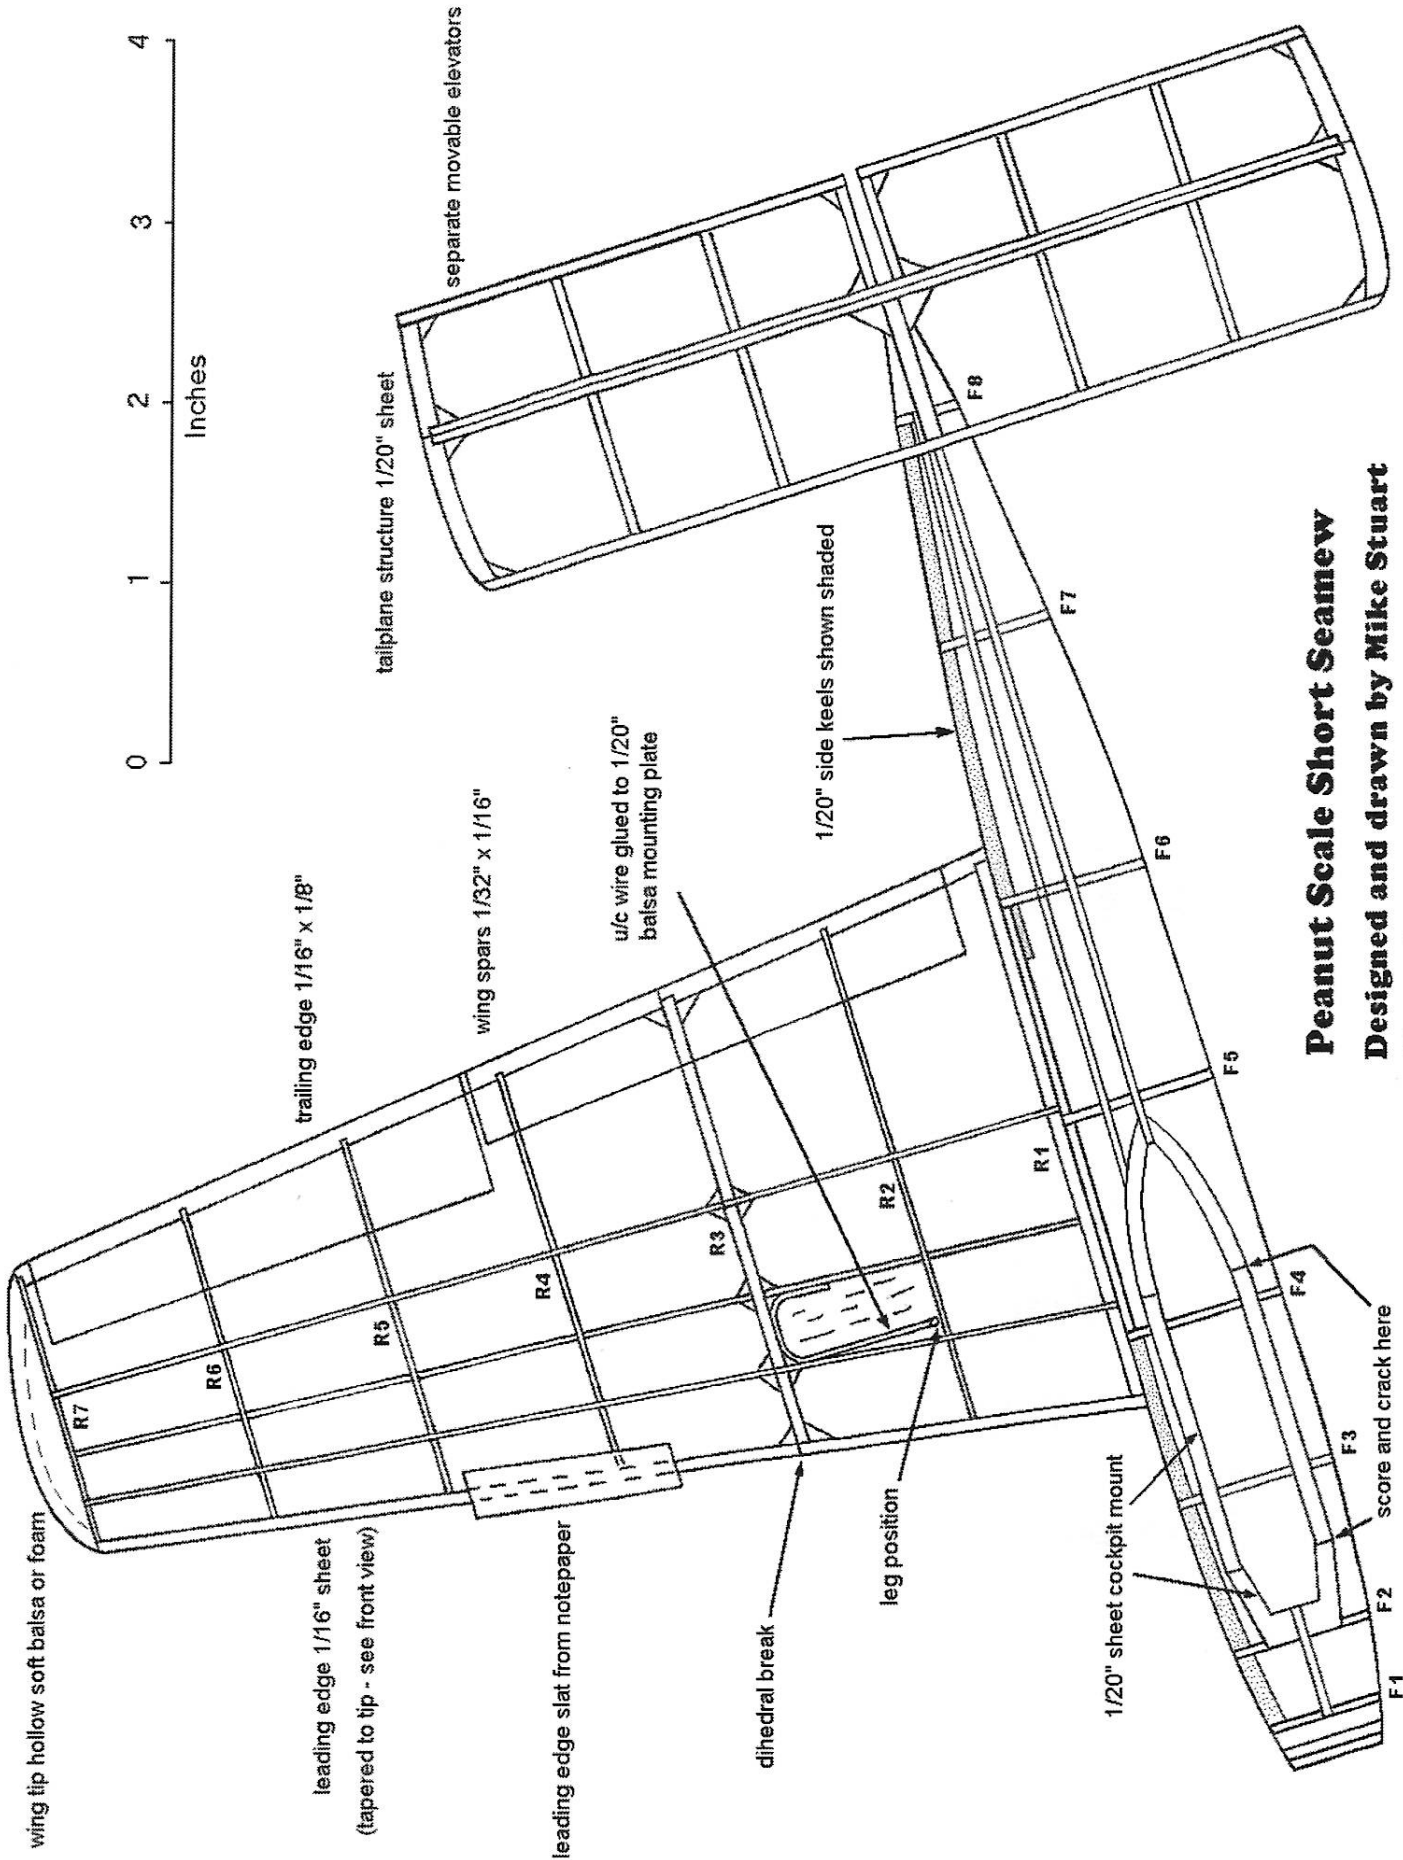 wing tip hollow soft balsa or foam
leading edge 1/16" sheet
(tapered to tip - see front view)
leading edge slat from notepaper
dihedral break
leg position
1/20" sheet cockpit mount
score and crack here
trailing edge 1/16" x 1/8"
wing spars 1/32" x 1/16"
u/c wire glued to 1/20"
balsa mounting plate
1/20" side keels shown shaded
tailplane structure 1/20" sheet
separate movable elevators
0 1 2 3 4
Inches
R7
R6
R5
R4
R3
R2
R1
F1
F2
F3
F4
F5
F6
F7
F8
Peanut Scale Short Seamew
Designed and drawn by Mike Stuart